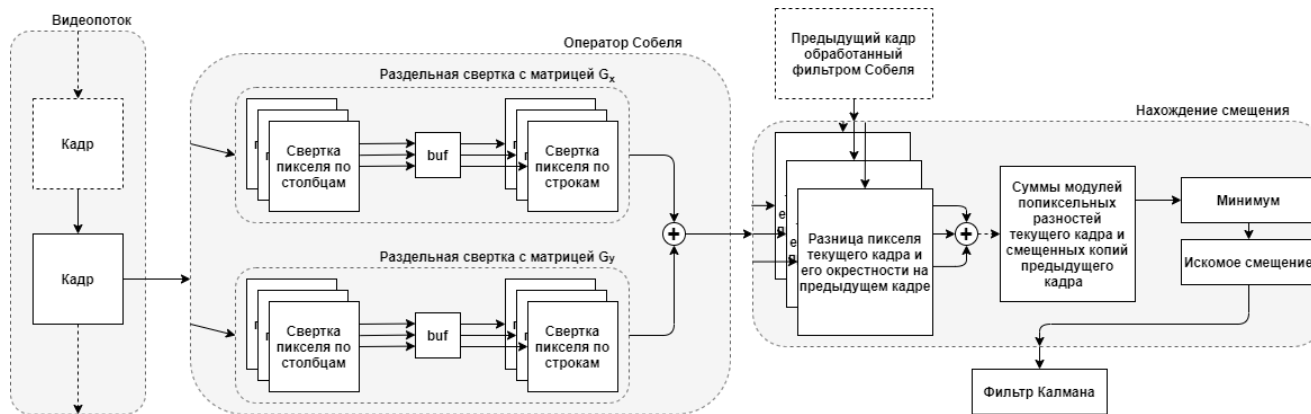 Видеопоток
Кадр
Кадр
Оператор Собеля
Раздельная свертка с матрицей Gx
Свертка
пикселя по
столбцам
buf
Свертка
пикселя по
строкам
Раздельная свертка с матрицей Gy
Свертка
пикселя по
столбцам
buf
Свертка
пикселя по
строкам
+
Предыдущий кадр
обработанный
фильтром Собеля
Нахождение смещения
Разница пикселя
текущего кадра и
его окрестности на
предыдущем кадре
+
Суммы модулей
попиксельных
разностей
текущего кадра и
смещенных копий
предыдущего
кадра
Минимум
Искомое смещение
Фильтр Калмана